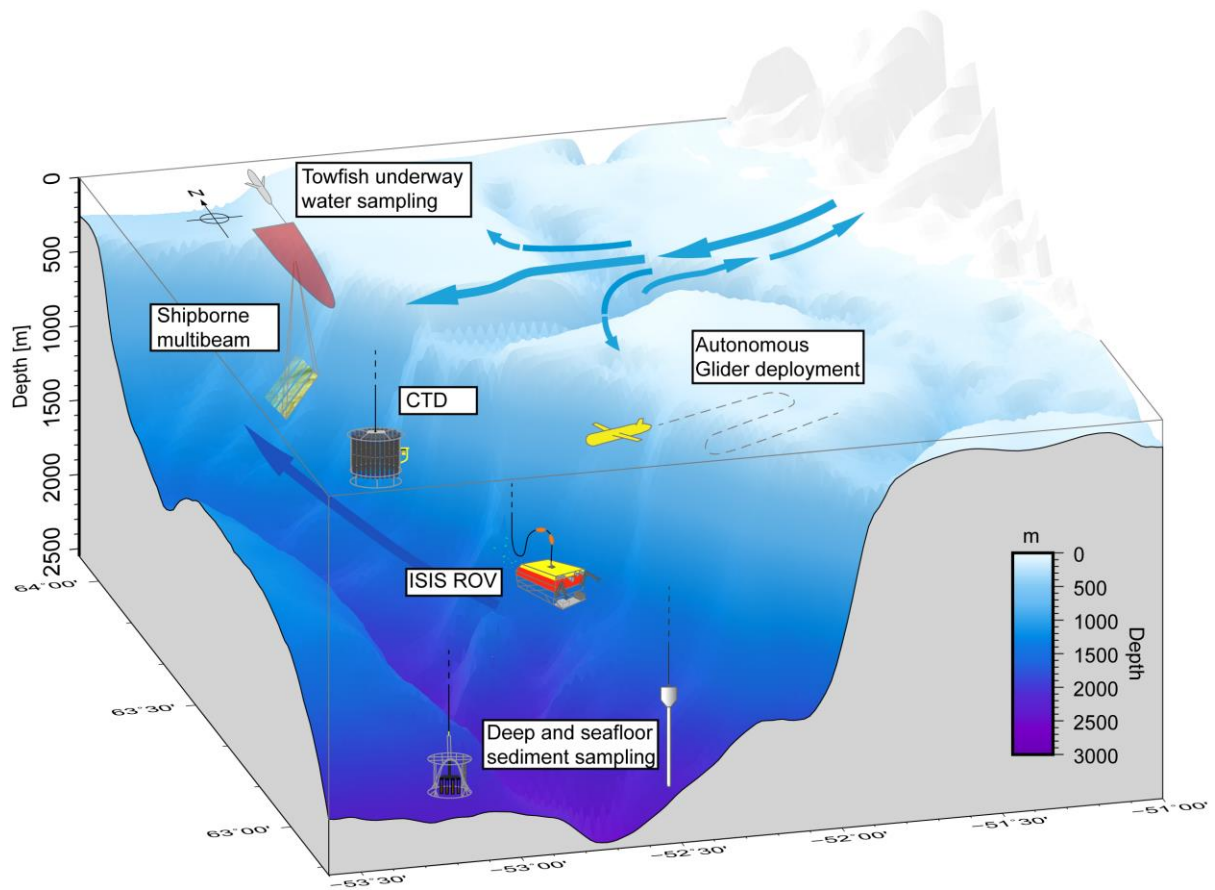 0
500
1000
1500
2000
2500
Depth [m]
N
Towfish underway
water sampling
Shipborne
multibeam
CTD
Autonomous
Glider deployment
ISIS ROV
Deep and seafloor
sediment sampling
m
0
500
1000
1500
2000
2500
3000
Depth
64°00'
63°30'
63°00'
−53°30'
−53°00'
−52°30'
−52°00'
−51°30'
−51°00'